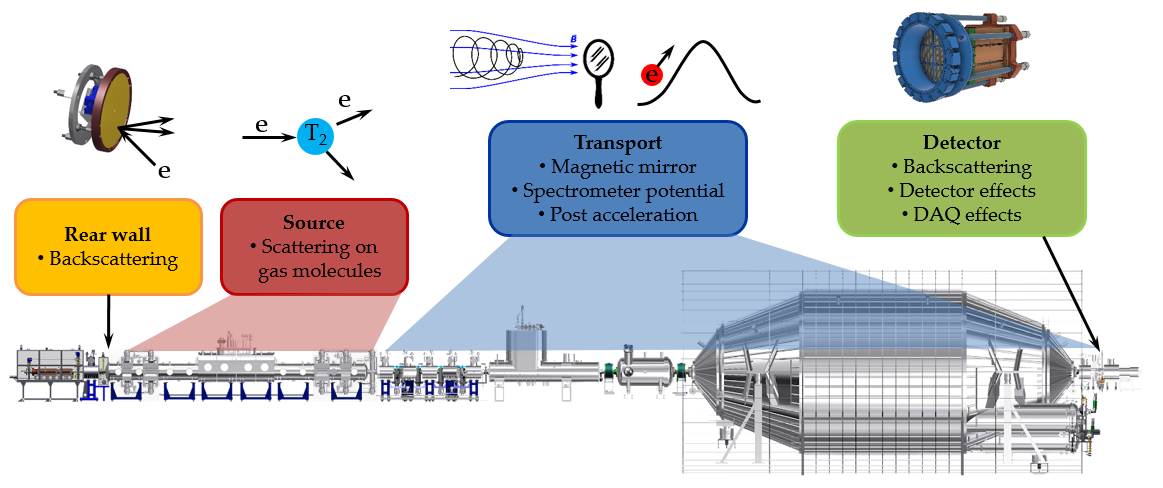 B
e
e
e
T2
e
Rear wall
• Backscattering
Source
• Scattering on
gas molecules
Transport
• Magnetic mirror
• Spectrometer potential
• Post acceleration
Detector
• Backscattering
• Detector effects
• DAQ effects